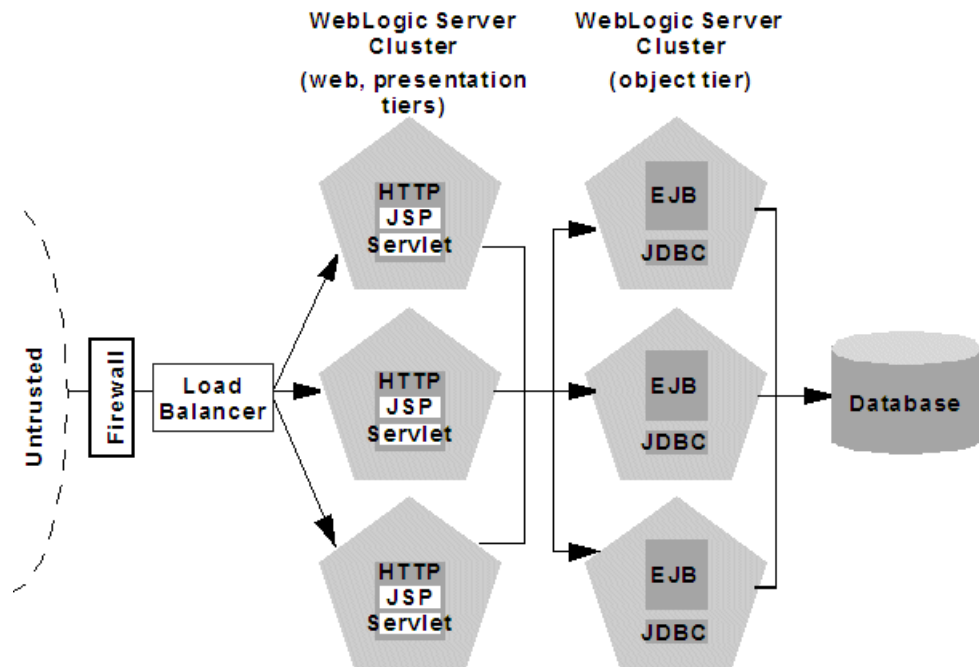 WebLogic Server
Cluster
(web, presentation
tiers)
WebLogic Server
Cluster
(object tier)
Untrusted
Firewall
Load
Balancer
HTTP
JSP
Servlet
HTTP
JSP
Servlet
HTTP
JSP
Servlet
EJB
JDBC
EJB
JDBC
EJB
JDBC
Database